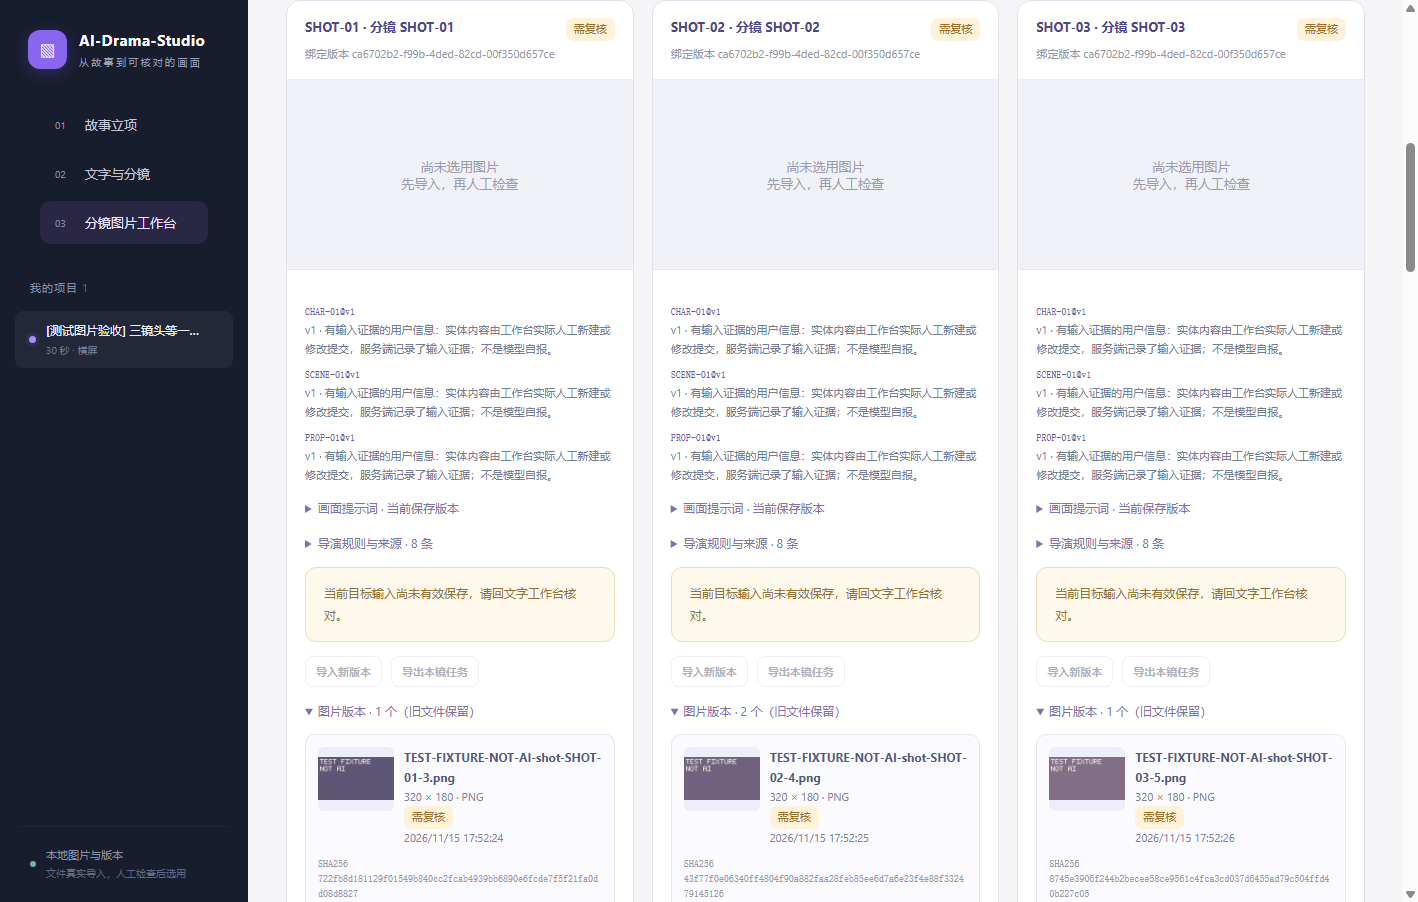 AI-Drama-Studio
从故事到可核对的画面
01 故事立项
02 文字与分镜
03 分镜图片工作台
我的项目 1
[测试图片验收] 三镜头等一...
30 秒 · 横屏
本地图片与版本
文件真实导入，人工检查后选用
SHOT-01 · 分镜 SHOT-01
需复核
绑定版本 ca6702b2-f99b-4ded-82cd-00f350d657ce
尚未选用图片
先导入，再人工检查
CHAR-01@v1
v1 · 有输入证据的用户信息：实体内容由工作台实际人工新建或
修改提交，服务端记录了输入证据；不是模型自报。
SCENE-01@v1
v1 · 有输入证据的用户信息：实体内容由工作台实际人工新建或
修改提交，服务端记录了输入证据；不是模型自报。
PROP-01@v1
v1 · 有输入证据的用户信息：实体内容由工作台实际人工新建或
修改提交，服务端记录了输入证据；不是模型自报。
▶ 画面提示词 · 当前保存版本
▶ 导演规则与来源 · 8 条
当前目标输入尚未有效保存，请回文字工作台核
对。
导入新版本 导出本镜任务
▼ 图片版本 · 1 个（旧文件保留）
TEST FIXTURE
NOT AI
TEST-FIXTURE-NOT-AI-shot-SHOT-
01-3.png
320 × 180 · PNG
需复核
2026/11/15 17:52:24
SHA256
722fb8d181129f01549b840cc2fcab4939bb6890e6fcde7f5f21fa0d
d08d8827
SHOT-02 · 分镜 SHOT-02
需复核
绑定版本 ca6702b2-f99b-4ded-82cd-00f350d657ce
尚未选用图片
先导入，再人工检查
CHAR-01@v1
v1 · 有输入证据的用户信息：实体内容由工作台实际人工新建或
修改提交，服务端记录了输入证据；不是模型自报。
SCENE-01@v1
v1 · 有输入证据的用户信息：实体内容由工作台实际人工新建或
修改提交，服务端记录了输入证据；不是模型自报。
PROP-01@v1
v1 · 有输入证据的用户信息：实体内容由工作台实际人工新建或
修改提交，服务端记录了输入证据；不是模型自报。
▶ 画面提示词 · 当前保存版本
▶ 导演规则与来源 · 8 条
当前目标输入尚未有效保存，请回文字工作台核
对。
导入新版本 导出本镜任务
▼ 图片版本 · 2 个（旧文件保留）
TEST FIXTURE
NOT AI
TEST-FIXTURE-NOT-AI-shot-SHOT-
02-4.png
320 × 180 · PNG
需复核
2026/11/15 17:52:25
SHA256
43f77f0e06340ff4804f90a882faa28feb85ee6d7a6e23f4e88f3324
79145126
SHOT-03 · 分镜 SHOT-03
需复核
绑定版本 ca6702b2-f99b-4ded-82cd-00f350d657ce
尚未选用图片
先导入，再人工检查
CHAR-01@v1
v1 · 有输入证据的用户信息：实体内容由工作台实际人工新建或
修改提交，服务端记录了输入证据；不是模型自报。
SCENE-01@v1
v1 · 有输入证据的用户信息：实体内容由工作台实际人工新建或
修改提交，服务端记录了输入证据；不是模型自报。
PROP-01@v1
v1 · 有输入证据的用户信息：实体内容由工作台实际人工新建或
修改提交，服务端记录了输入证据；不是模型自报。
▶ 画面提示词 · 当前保存版本
▶ 导演规则与来源 · 8 条
当前目标输入尚未有效保存，请回文字工作台核
对。
导入新版本 导出本镜任务
▼ 图片版本 · 1 个（旧文件保留）
TEST FIXTURE
NOT AI
TEST-FIXTURE-NOT-AI-shot-SHOT-
03-5.png
320 × 180 · PNG
需复核
2026/11/15 17:52:26
SHA256
8745e3906f244b2becee58ce9561c4fca3cd037d6455ad79c504ffd4
0b227c05